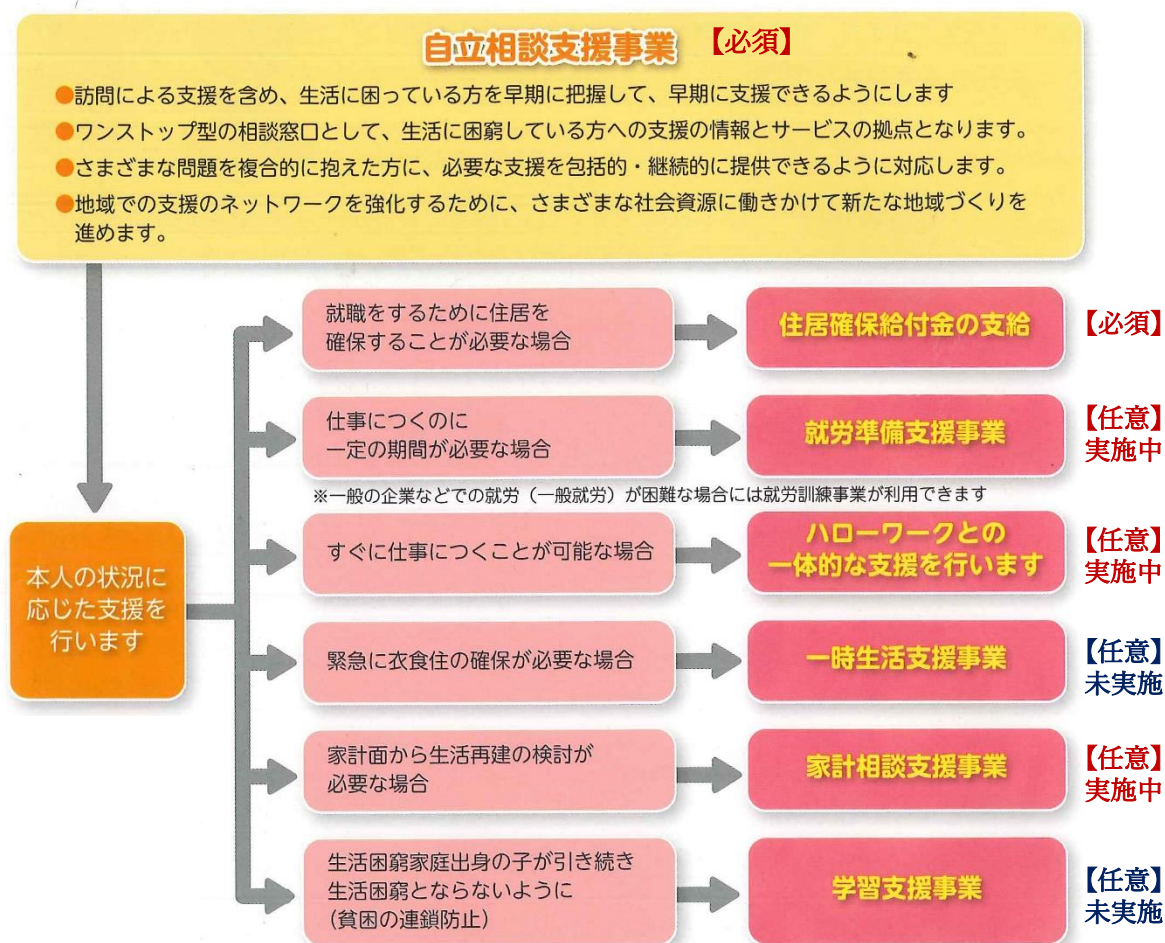 自立相談支援事業 【必須】
●訪問による支援を含め、生活に困っている方を早期に把握して、早期に支援できるようにします
●ワンストップ型の相談窓口として、生活に困窮している方への支援の情報とサービスの拠点となります。
●さまざまな問題を複合的に抱えた方に、必要な支援を包括的・継続的に提供できるように対応します。
●地域での支援のネットワークを強化するために、さまざまな社会資源に働きかけて新たな地域づくりを
進めます。
本人の状況に
応じた支援を
行います
就職をするために住居を
確保することが必要な場合
住居確保給付金の支給
【必須】
仕事につくのに
一定の期間が必要な場合
就労準備支援事業
【任意】
実施中
※一般の企業などでの就労（一般就労）が困難な場合には就労訓練事業が利用できます
すぐに仕事につくことが可能な場合
ハローワークとの
一体的な支援を行います
【任意】
実施中
緊急に衣食住の確保が必要な場合
一時生活支援事業
【任意】
未実施
家計面から生活再建の検討が
必要な場合
家計相談支援事業
【任意】
実施中
生活困窮家庭出身の子が引き続き
生活困窮とならないように
(貧困の連鎖防止)
学習支援事業
【任意】
未実施